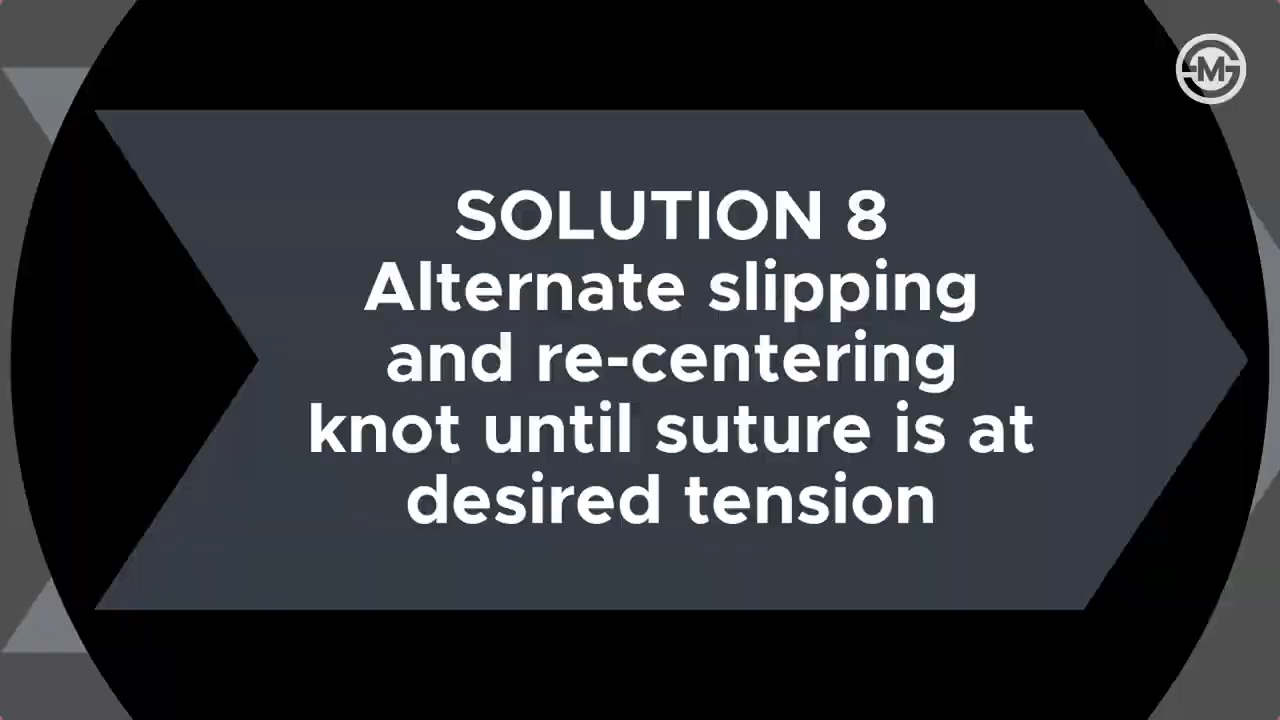 SOLUTION 8
Alternate slipping
and re-centering
knot until suture is at
desired tension